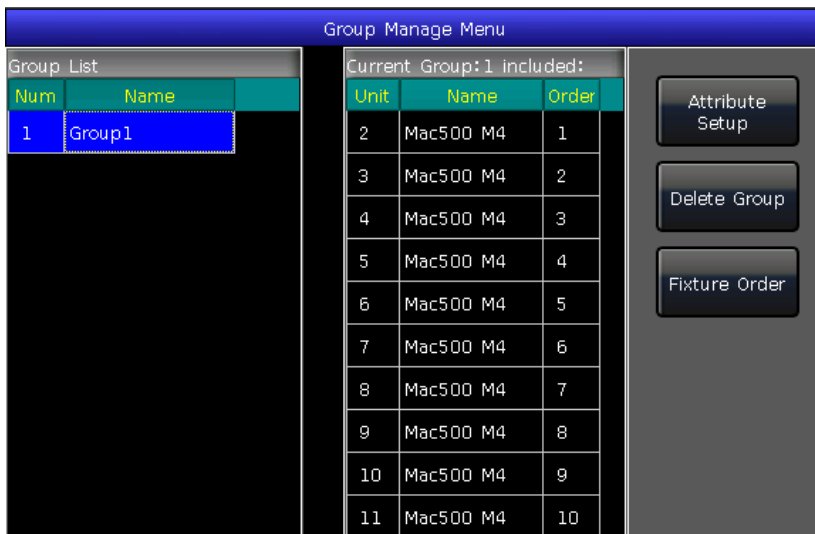 Group Manage Menu
Group List
Num Name
1 Group1
Current Group:1 included:
Unit Name Order
2 Mac500 M4 1
3 Mac500 M4 2
4 Mac500 M4 3
5 Mac500 M4 4
6 Mac500 M4 5
7 Mac500 M4 6
8 Mac500 M4 7
9 Mac500 M4 8
10 Mac500 M4 9
11 Mac500 M4 10
Attribute
Setup
Delete Group
Fixture Order